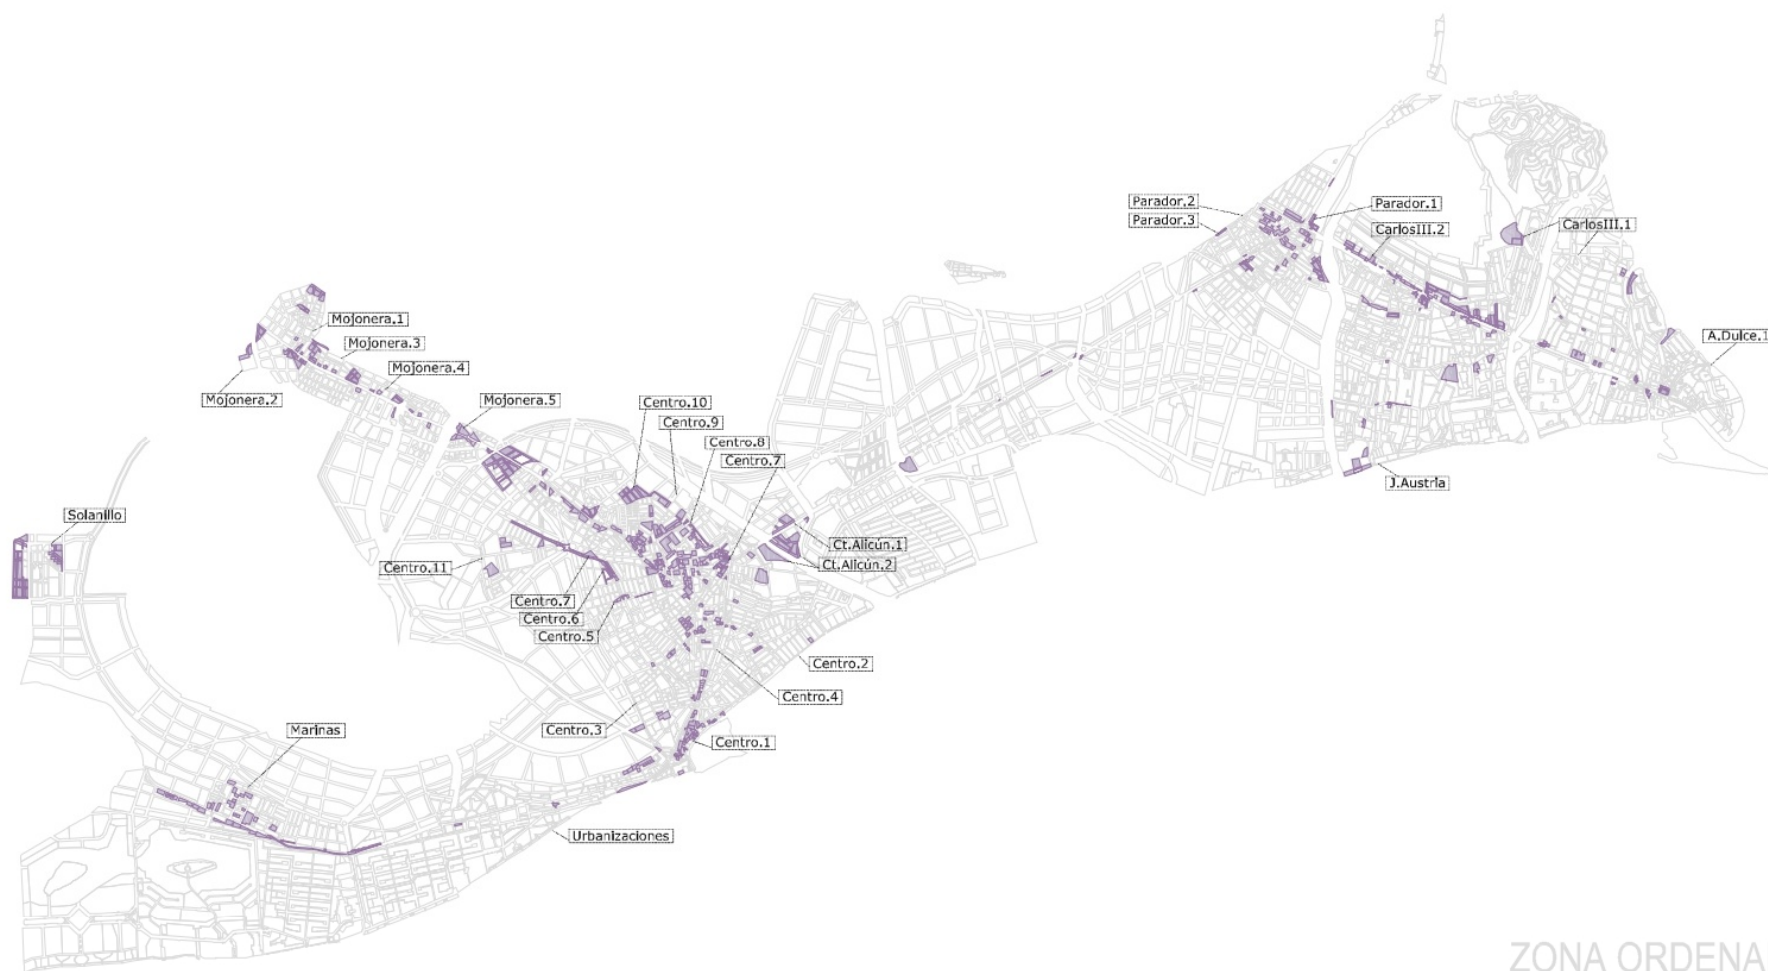 Parador.2
Parador.1
Parador.3
CarlosIII.1
CarlosIII.2
Mojonera.1
A.Dulce.1
Mojonera.3
Mojonera.4
Mojonera.2
Mojonera.5
Centro.10
Centro.9
Centro.8
Centro.7
J.Austria
Solanillo
Ct.Alicún.1
Ct.Alicún.2
Centro.11
Centro.7
Centro.6
Centro.5
Centro.2
Centro.4
Centro.3
Marinas
Centro.1
Urbanizaciones
ZONA ORDENA